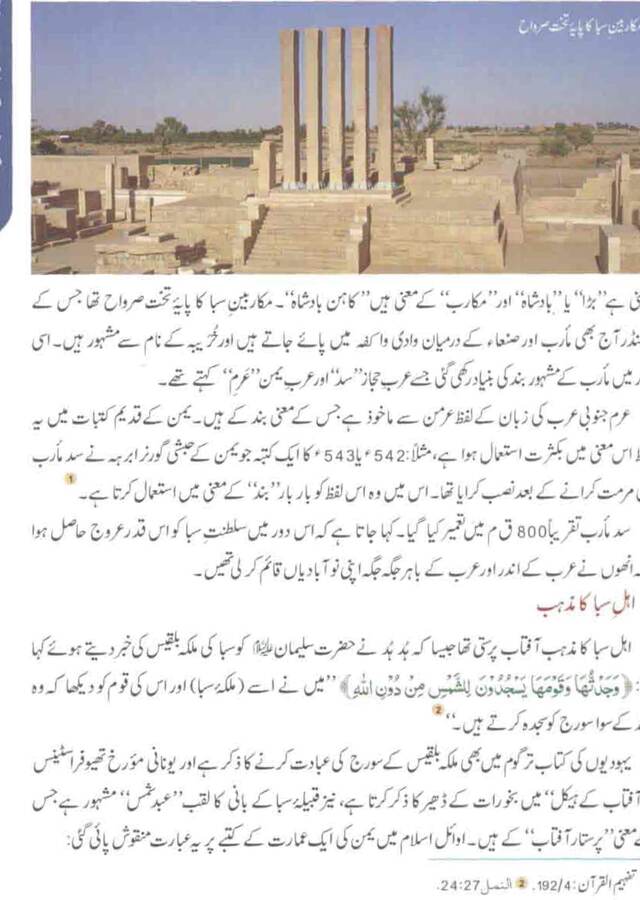 مکاربین سبا کا پایۂ تخت صرواح
ہے ”بڑا“ یا ”بادشاہ“ اور ”مکارب“ کے معنی ہیں ”کاہن بادشاہ“۔ مکاربینِ سبا کا پایۂ تخت صرواح تھا جس کے
آج بھی مأرب اور صنعاء کے درمیان وادی واکفہ میں پائے جاتے ہیں اور خُرَیبہ کے نام سے مشہور ہیں۔ اسی
میں مأرب کے مشہور بند کی بنیاد رکھی گئی جسے عرب حجاز ”سد“ اور عرب یمن ”عَرِم“ کہتے تھے۔
عرم جنوبی عرب کی زبان کے لفظ عرمن سے ماخوذ ہے جس کے معنی بند کے ہیں۔ یمن کے قدیم کتبات میں یہ
اس معنی میں بکثرت استعمال ہوا ہے، مثلاً: 542ء یا 543ء کا ایک کتبہ جو یمن کے حبشی گورنر ابرہہ نے سد مأرب
مرمت کرانے کے بعد نصب کرایا تھا۔ اس میں وہ اس لفظ کو بار بار ”بند“ کے معنی میں استعمال کرتا ہے۔ 1
سد مأرب تقریباً 800 ق م میں تعمیر کیا گیا۔ کہا جاتا ہے کہ اس دور میں سلطنتِ سبا کو اس قدر عروج حاصل ہوا
انھوں نے عرب کے اندر اور عرب کے باہر جگہ جگہ اپنی نو آبادیاں قائم کر لی تھیں۔
اہلِ سبا کا مذہب
اہل سبا کا مذہب آفتاب پرستی تھا جیسا کہ ہُد ہُد نے حضرت سلیمان علیہ السلام کو سبا کی ملکہ بلقیس کی خبر دیتے ہوئے کہا
: ﴿وَجَدْتُّهَا وَقَوْمَهَا يَسْجُدُوْنَ لِلشَّمْسِ مِنْ دُوْنِ اللّٰهِ﴾ ”میں نے اسے (ملکۂ سبا) اور اس کی قوم کو دیکھا کہ وہ
کے سوا سورج کو سجدہ کرتے ہیں۔“ 2
یہودیوں کی کتاب ترگوم میں بھی ملکہ بلقیس کے سورج کی عبادت کرنے کا ذکر ہے اور یونانی مؤرخ تھیوفراسٹینس
آفتاب کے ہیکل“ میں بخورات کے ڈھیر کا ذکر کرتا ہے، نیز قبیلۂ سبا کے بانی کا لقب ”عبد شمس“ مشہور ہے جس
معنی ”پرستار آفتاب“ کے ہیں۔ اوائل اسلام میں یمن کی ایک عمارت کے کتبے پر یہ عبارت منقوش پائی گئی:
تفہیم القرآن: 192/4. 2 النمل 24:27.